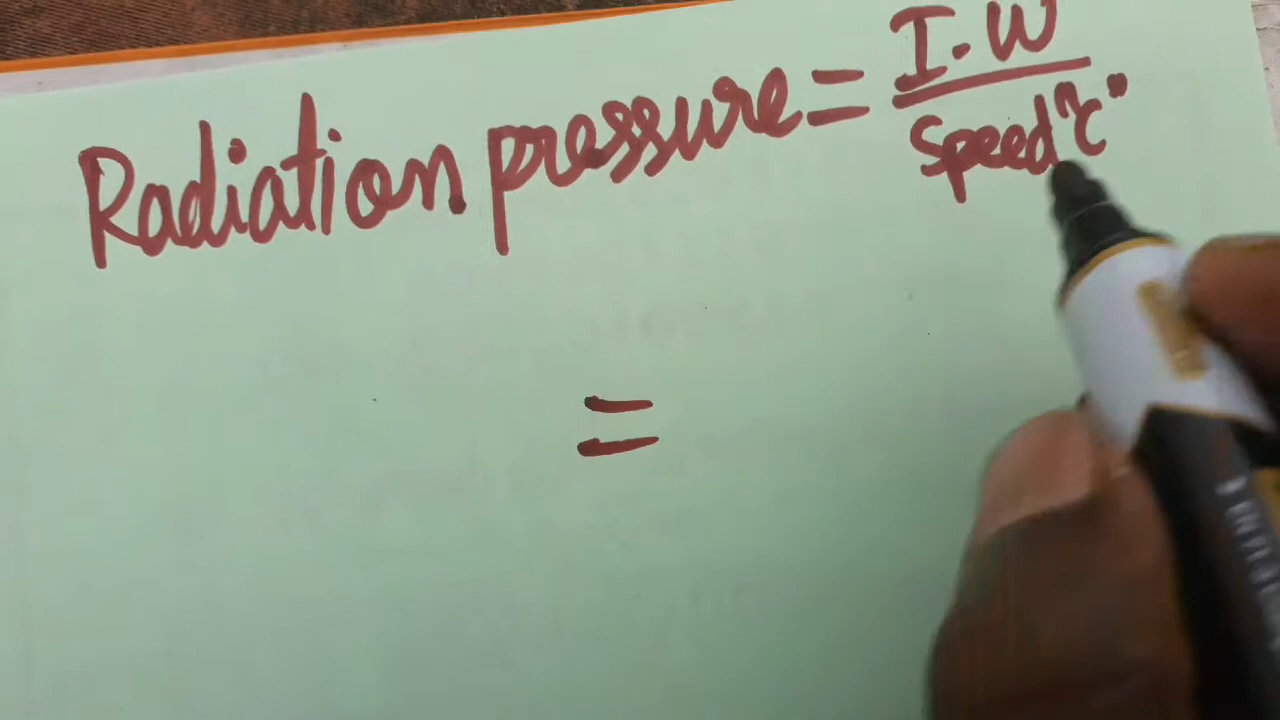 Radiation pressure = I. W / Speed "c"
=